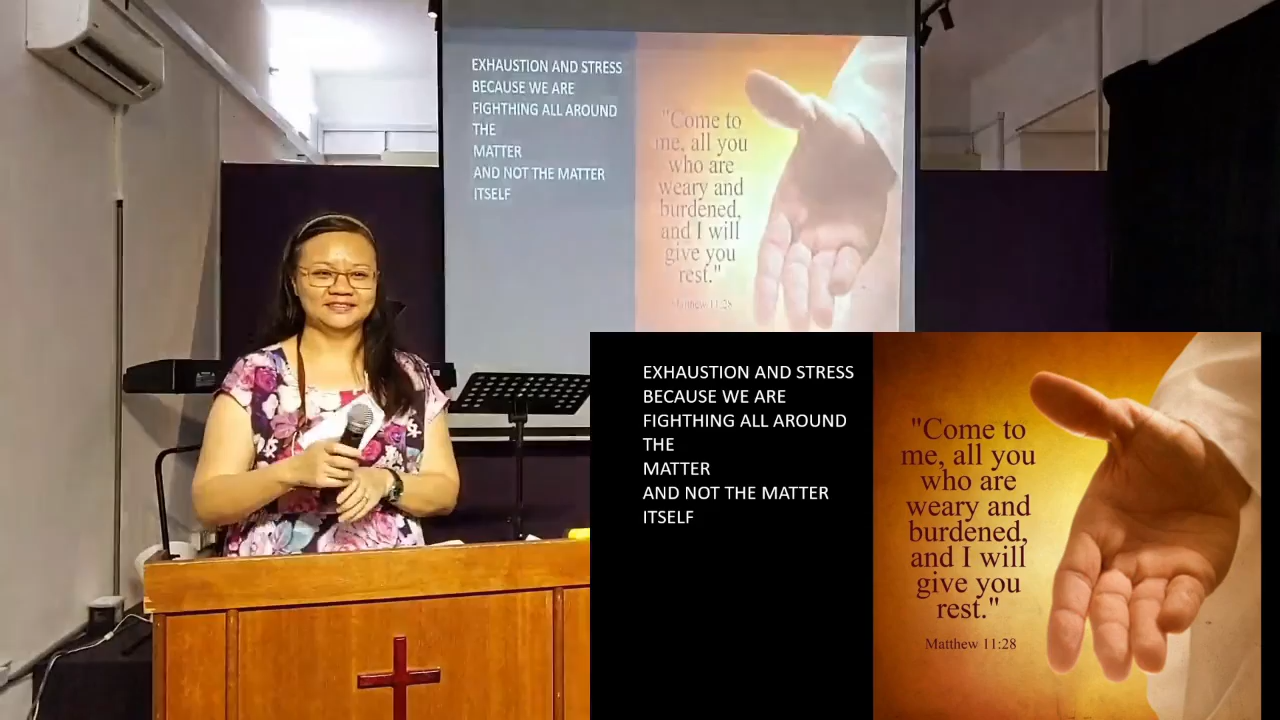 EXHAUSTION AND STRESS
BECAUSE WE ARE
FIGHTHING ALL AROUND
THE
MATTER
AND NOT THE MATTER
ITSELF
"Come to
me, all you
who are
weary and
burdened,
and I will
give you
rest."
Matthew 11:28
EXHAUSTION AND STRESS
BECAUSE WE ARE
FIGHTHING ALL AROUND
THE
MATTER
AND NOT THE MATTER
ITSELF
"Come to
me, all you
who are
weary and
burdened,
and I will
give you
rest."
Matthew 11:28